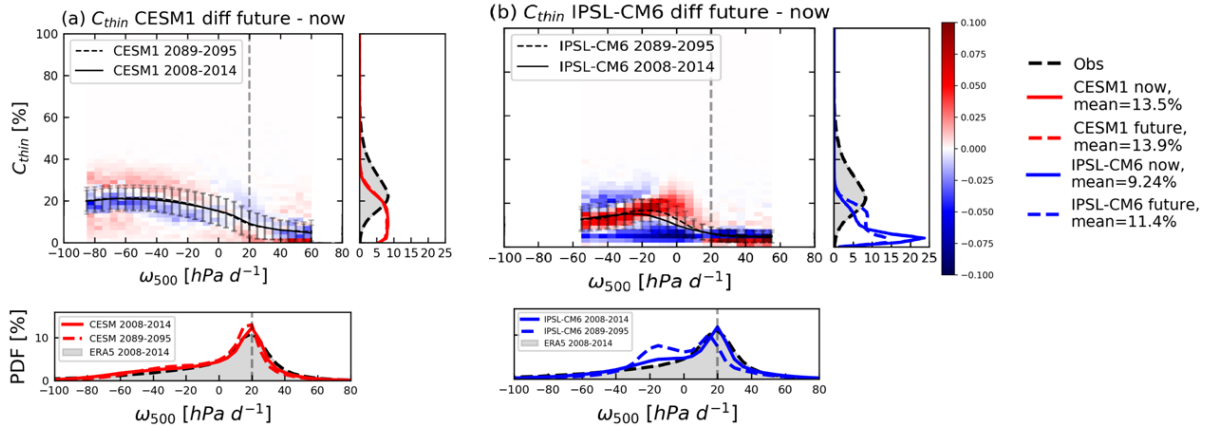 (a) C_thin CESM1 diff future - now
100
80
60
40
20
0
C_thin [%]
CESM1 2089-2095
CESM1 2008-2014
-100 -80 -60 -40 -20 0 20 40 60 80
ω500 [hPa d⁻¹]
0 5 10 15 20 25
(b) C_thin IPSL-CM6 diff future - now
IPSL-CM6 2089-2095
IPSL-CM6 2008-2014
-100 -80 -60 -40 -20 0 20 40 60 80
ω500 [hPa d⁻¹]
0 5 10 15 20 25
0.100
0.075
0.050
0.025
0.000
-0.025
-0.050
-0.075
-0.100
Obs
CESM1 now,
mean=13.5%
CESM1 future,
mean=13.9%
IPSL-CM6 now,
mean=9.24%
IPSL-CM6 future,
mean=11.4%
PDF [%]
10
0
CESM 2008-2014
CESM 2089-2095
ERA5 2008-2014
-100 -80 -60 -40 -20 0 20 40 60 80
ω500 [hPa d⁻¹]
IPSL-CM6 2008-2014
IPSL-CM6 2089-2095
ERA5 2008-2014
-100 -80 -60 -40 -20 0 20 40 60 80
ω500 [hPa d⁻¹]